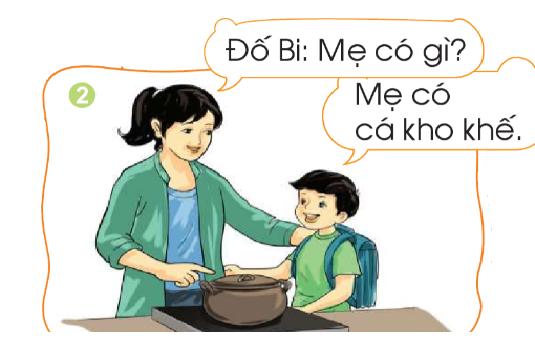 Đố Bi: Mẹ có gì?
2
Mẹ có
cá kho khế.